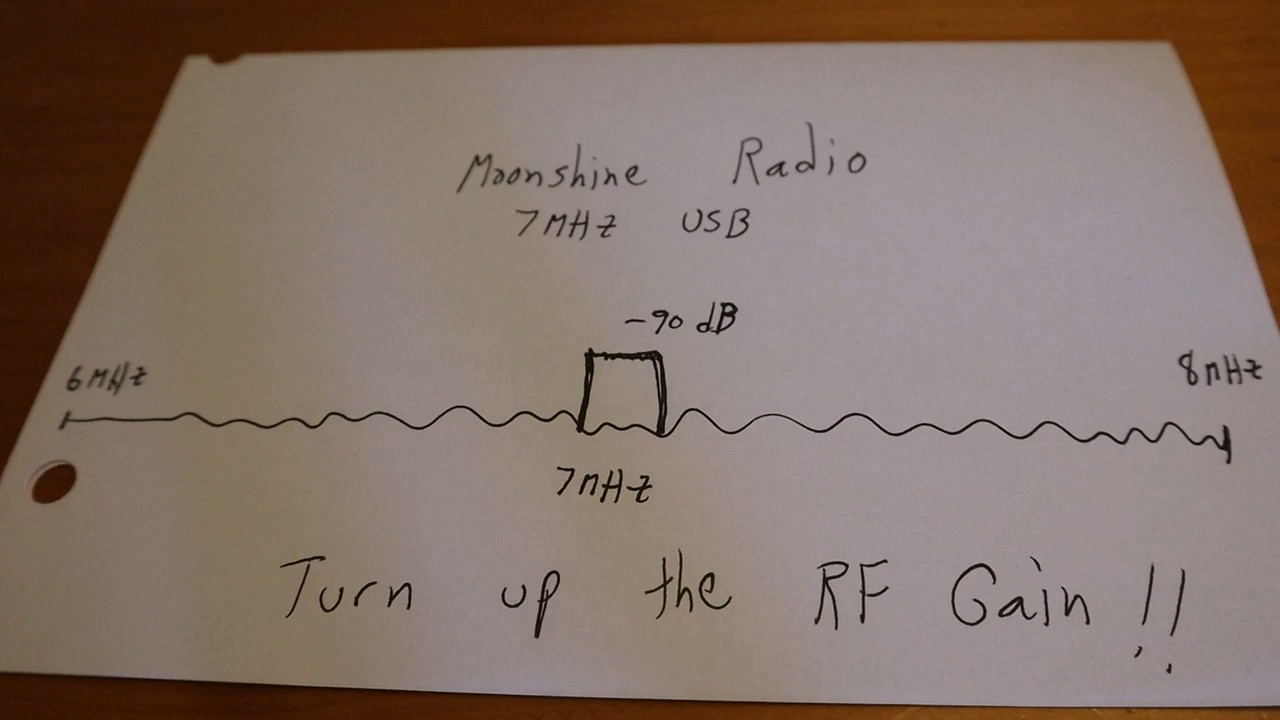 Moonshine Radio
7MHz USB
-90 dB
6MHz
8MHz
7MHz
Turn up the RF Gain!!